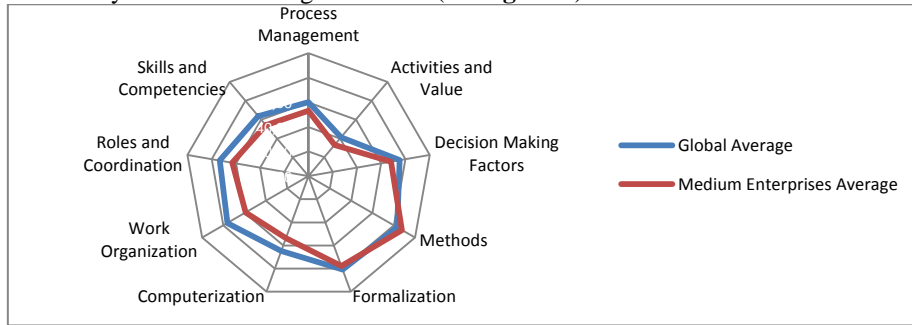 Process
Management
Skills and
Competencies
Activities and
Value
Roles and
Coordination
Decision Making
Factors
Global Average
Medium Enterprises Average
Work
Organization
Methods
Computerization
Formalization